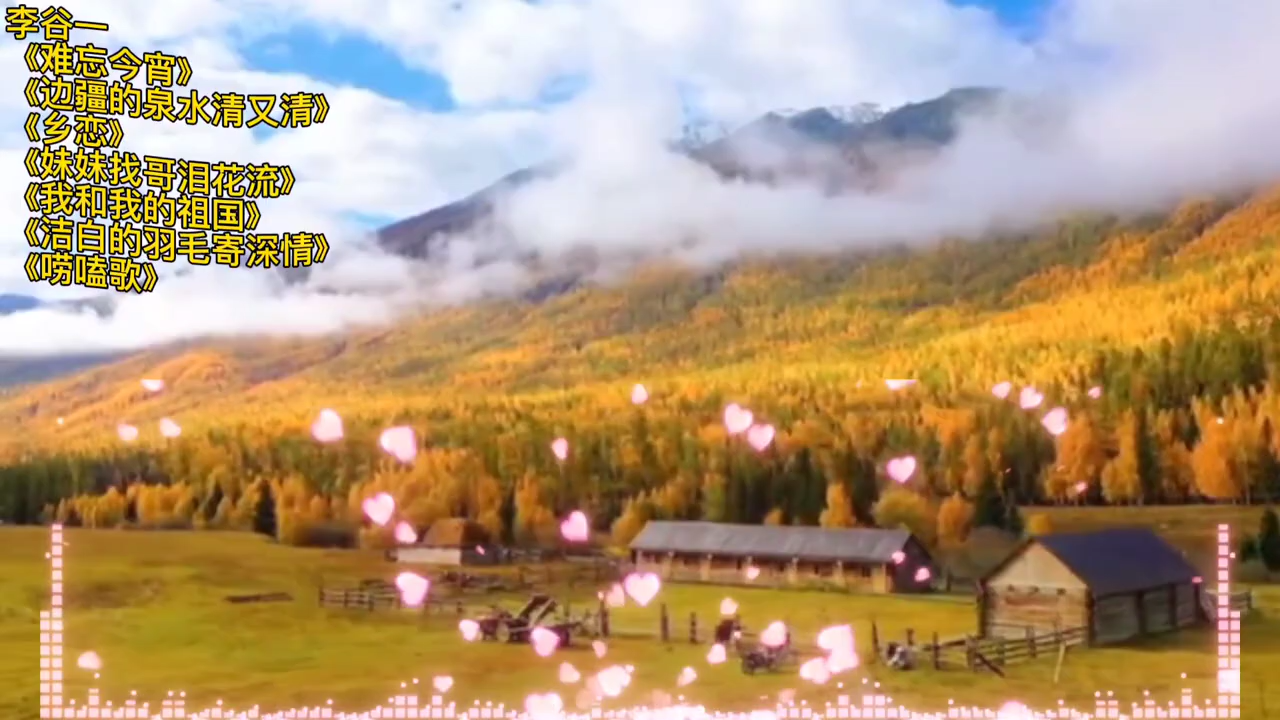 李谷一
《难忘今宵》
《边疆的泉水清又清》
《乡恋》
《妹妹找哥泪花流》
《我和我的祖国》
《洁白的羽毛寄深情》
《唠嗑歌》